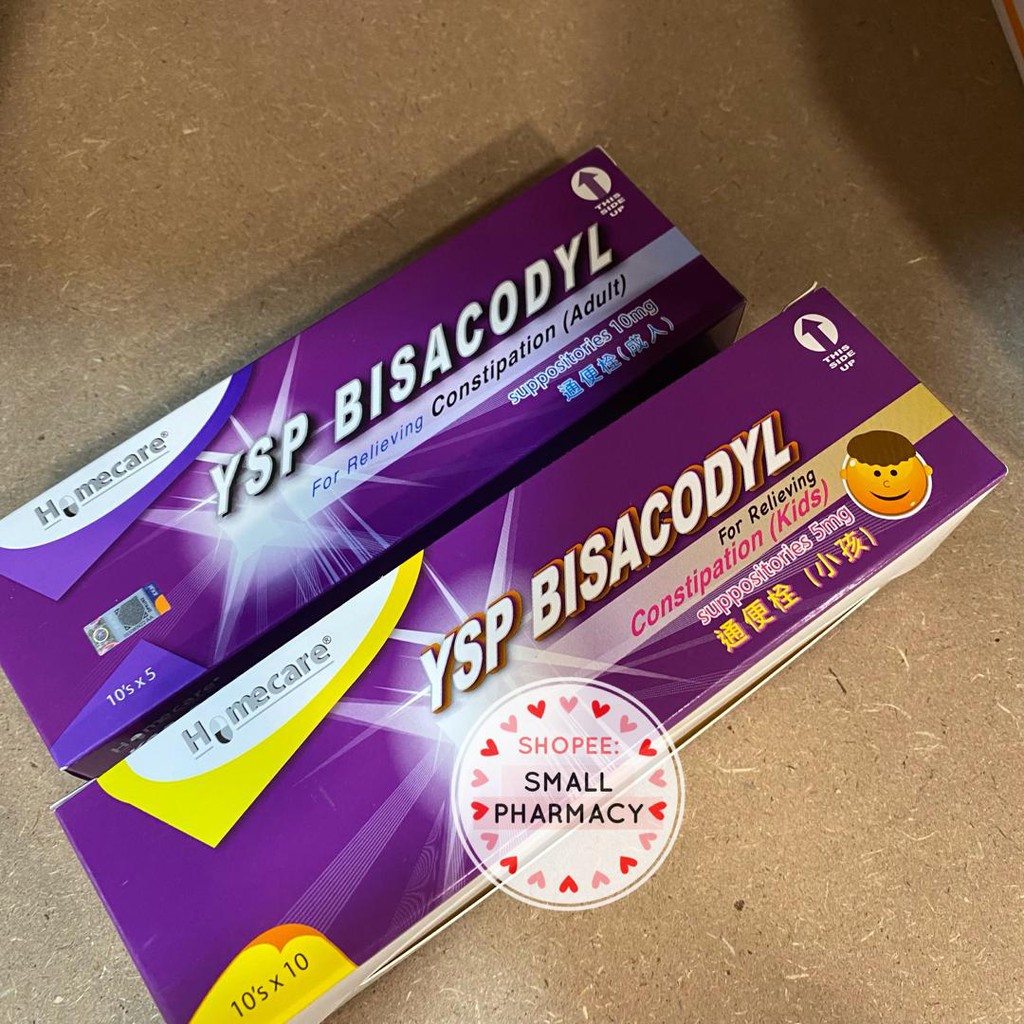 THIS
SIDE
UP
YSP BISACODYL
For Relieving Constipation (Adult)
suppositories 10mg
通便栓(成人)
Homecare®
10's x 5
Homecare®
THIS
SIDE
UP
YSP BISACODYL
For Relieving
Constipation (Kids)
suppositories 5mg
通便栓 (小孩)
Homecare®
10's x 10
SHOPEE:
SMALL
PHARMACY